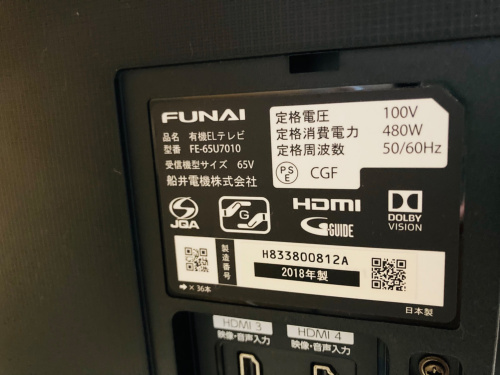 FUNAI
品名 有機ELテレビ
型番 FE-65U7010
受信機型サイズ 65V
船井電機株式会社
定格電圧 100V
定格消費電力 480W
定格周波数 50/60Hz
PSE CGF
JQA
G
HDMI
G-GUIDE
DOLBY
VISION
製造番号
H833800812A
2018年製
→ × 36本
日本製
HDMI 3
映像・音声入力
HDMI 4
映像・音声入力